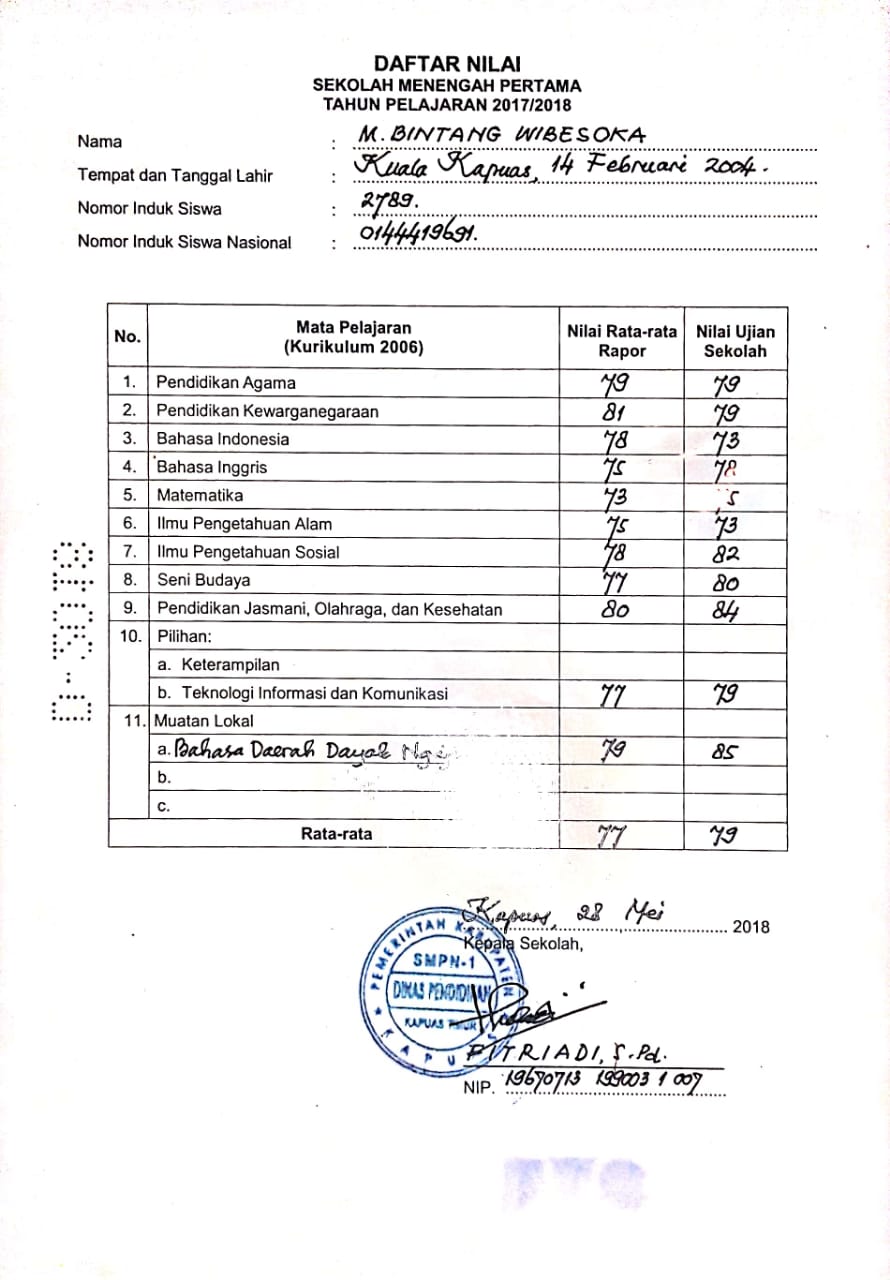 DAFTAR NILAI
SEKOLAH MENENGAH PERTAMA
TAHUN PELAJARAN 2017/2018
Nama : M. BINTANG WIBESOKA
Tempat dan Tanggal Lahir : Kuala Kapuas, 14 Februari 2004.
Nomor Induk Siswa : 2789.
Nomor Induk Siswa Nasional : 0144419691.
No. Mata Pelajaran (Kurikulum 2006) Nilai Rata-rata Rapor Nilai Ujian Sekolah
1. Pendidikan Agama 79 79
2. Pendidikan Kewarganegaraan 81 79
3. Bahasa Indonesia 78 73
4. Bahasa Inggris 75 78
5. Matematika 73
6. Ilmu Pengetahuan Alam 75 73
7. Ilmu Pengetahuan Sosial 78 82
8. Seni Budaya 77 80
9. Pendidikan Jasmani, Olahraga, dan Kesehatan 80 84
10. Pilihan:
a. Keterampilan
b. Teknologi Informasi dan Komunikasi 77 79
11. Muatan Lokal
a. Bahasa Daerah Dayak 79 85
b.
c.
Rata-rata 77 79
Kapuas, 28 Mei 2018
Kepala Sekolah,
PEMERINTAH KABUPATEN
SMPN-1
DINAS PENDIDIKAN
KAPUAS TIMUR
KAPUAS
FITRIADI, S.Pd.
NIP. 19670713 199003 1 007